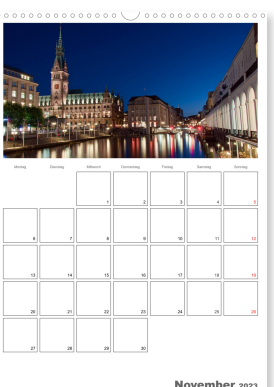 Montag Dienstag Mittwoch Donnerstag Freitag Samstag Sonntag
1 2 3 4 5
6 7 8 9 10 11 12
13 14 15 16 17 18 19
20 21 22 23 24 25 26
27 28 29 30
November 2023